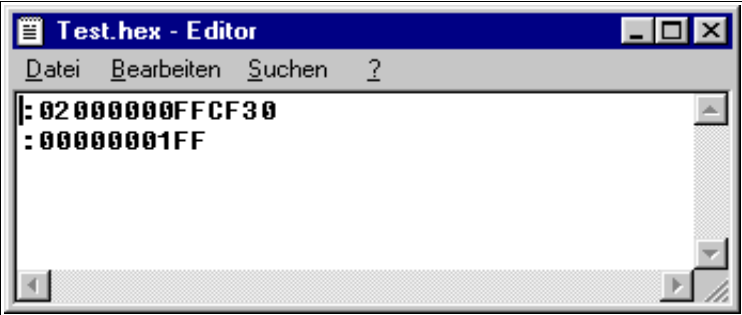 Test.hex - Editor
Datei Bearbeiten Suchen ?
:02000000FFCF30
:00000001FF